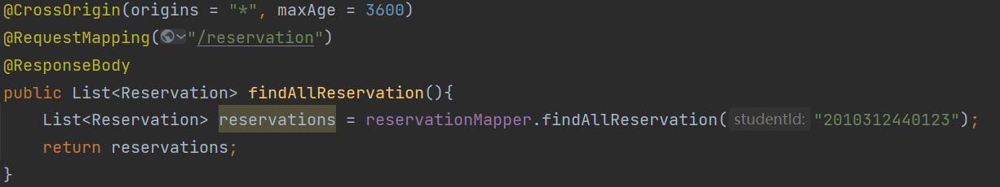 @CrossOrigin(origins = "*", maxAge = 3600)
@RequestMapping("/reservation")
@ResponseBody
public List<Reservation> findAllReservation(){
    List<Reservation> reservations = reservationMapper.findAllReservation( studentId: "2010312440123");
    return reservations;
}